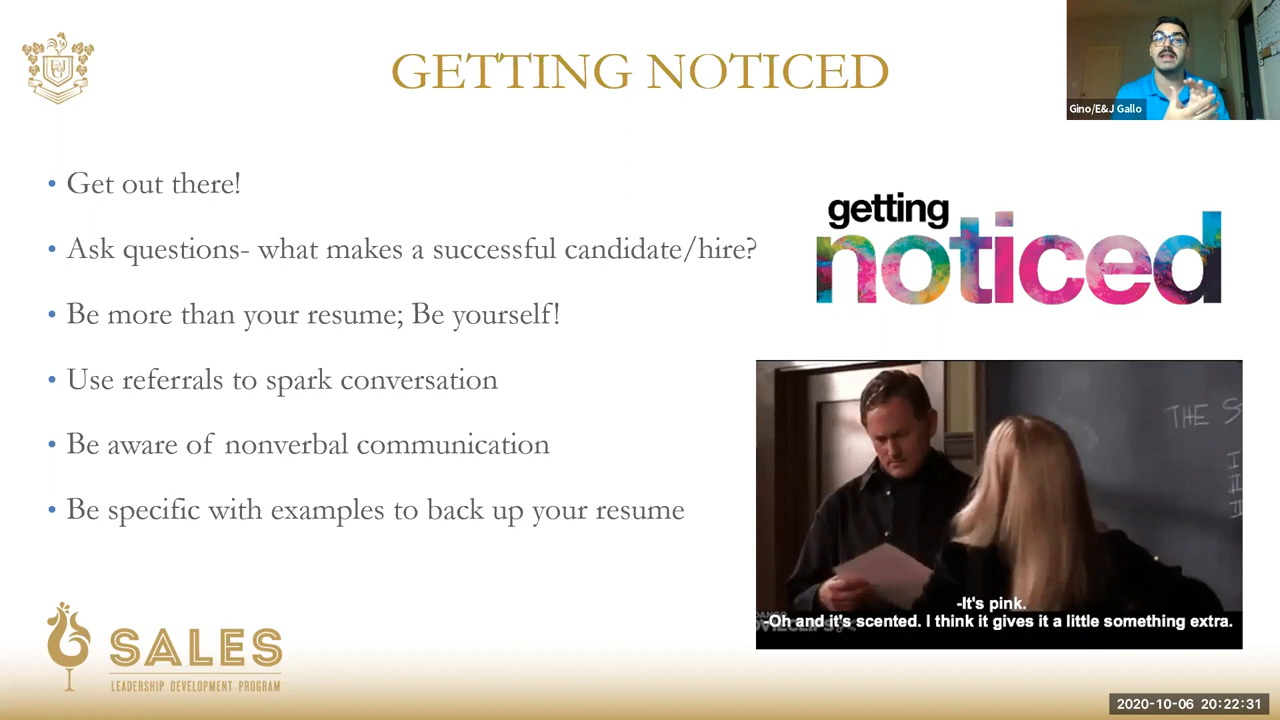 GETTING NOTICED
Gino/E&J Gallo
• Get out there!
• Ask questions- what makes a successful candidate/hire?
• Be more than your resume; Be yourself!
• Use referrals to spark conversation
• Be aware of nonverbal communication
• Be specific with examples to back up your resume
getting
noticed
THE S
-It's pink.
-Oh and it's scented. I think it gives it a little something extra.
SALES
LEADERSHIP DEVELOPMENT PROGRAM
2020-10-06 20:22:31